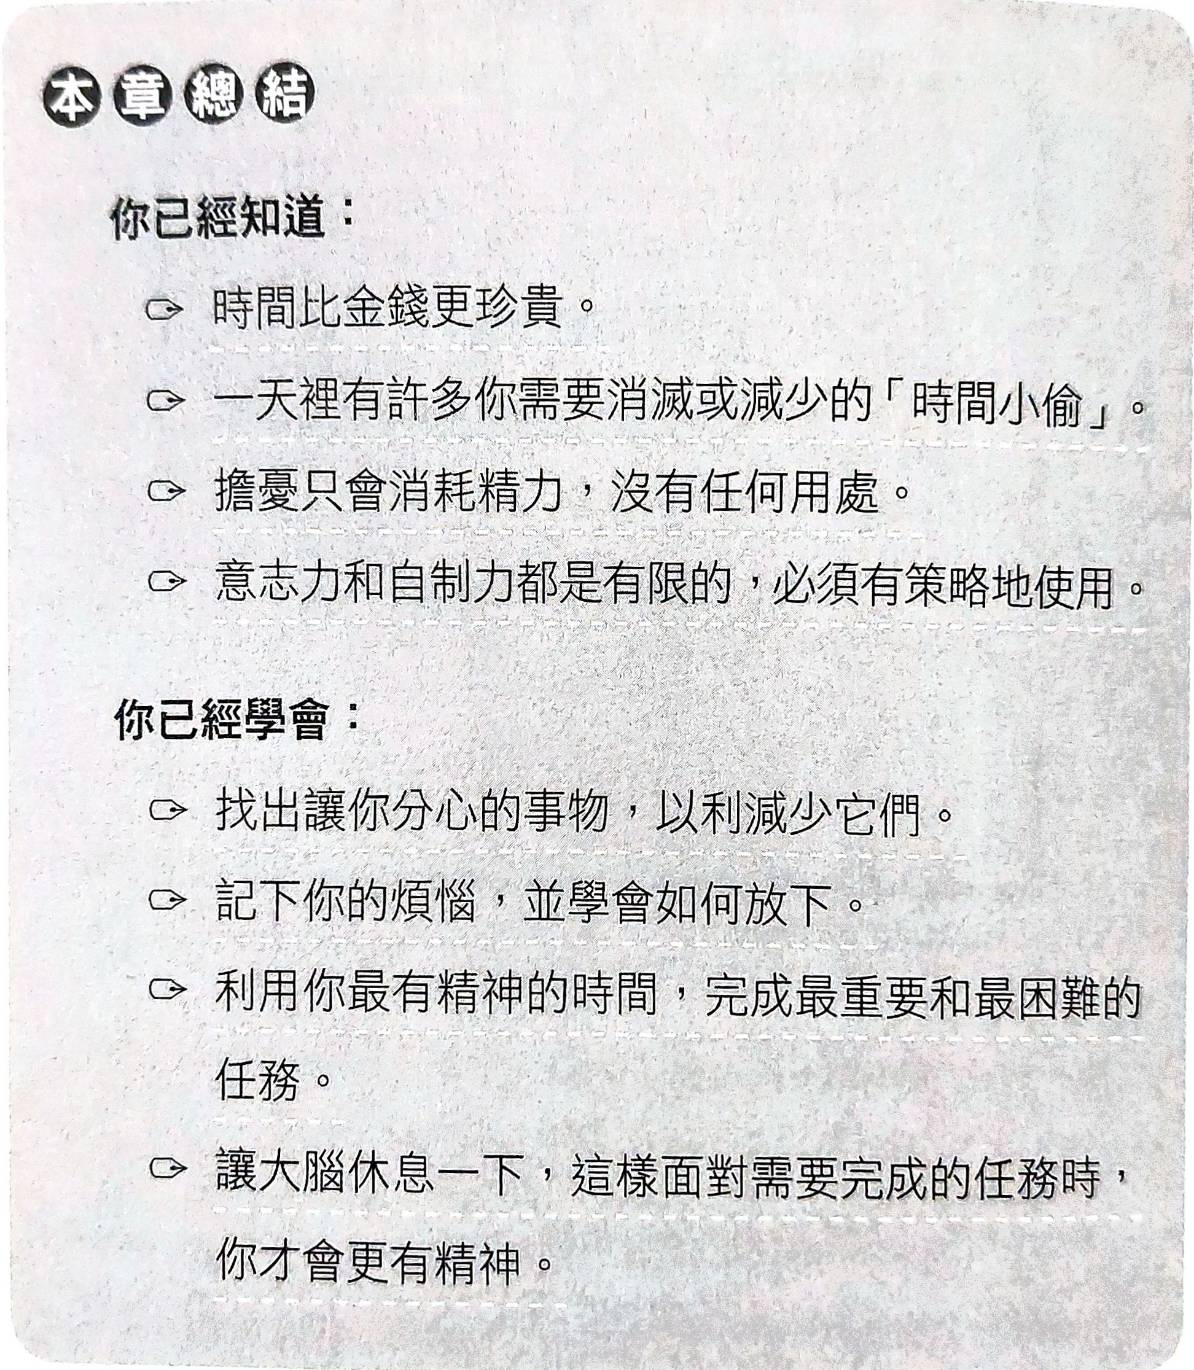 本章總結
你已經知道：
時間比金錢更珍貴。
一天裡有許多你需要消滅或減少的「時間小偷」。
擔憂只會消耗精力，沒有任何用處。
意志力和自制力都是有限的，必須有策略地使用。
你已經學會：
找出讓你分心的事物，以利減少它們。
記下你的煩惱，並學會如何放下。
利用你最有精神的時間，完成最重要和最困難的
任務。
讓大腦休息一下，這樣面對需要完成的任務時，
你才會更有精神。